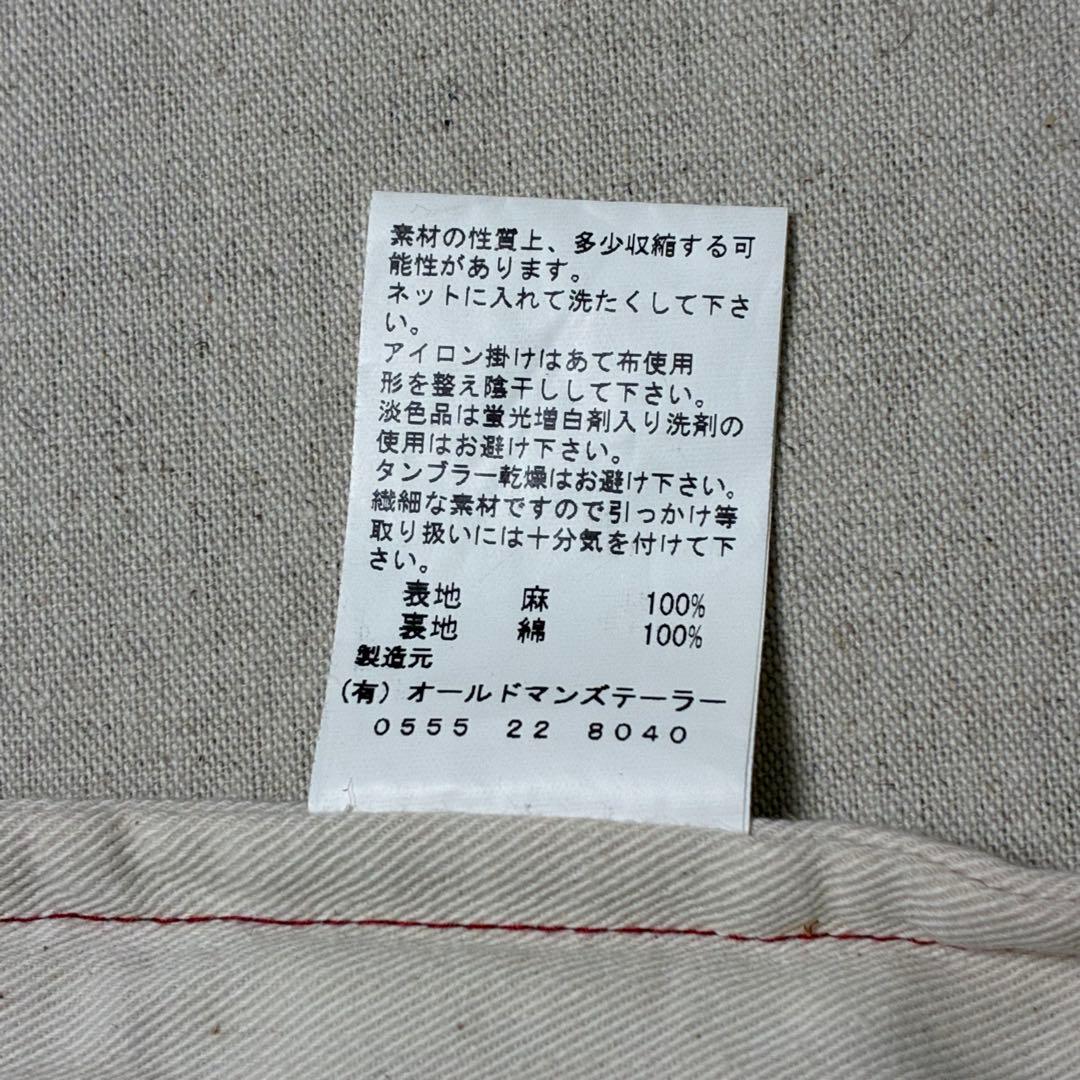 素材の性質上、多少収縮する可
能性があります。
ネットに入れて洗たくして下さ
い。
アイロン掛けはあて布使用
形を整え陰干しして下さい。
淡色品は蛍光増白剤入り洗剤の
使用はお避け下さい。
タンブラー乾燥はお避け下さい。
繊細な素材ですので引っかけ等
取り扱いには十分気を付けて下
さい。
表地 麻 100%
裏地 綿 100%
製造元
(有)オールドマンズテーラー
0555 22 8040